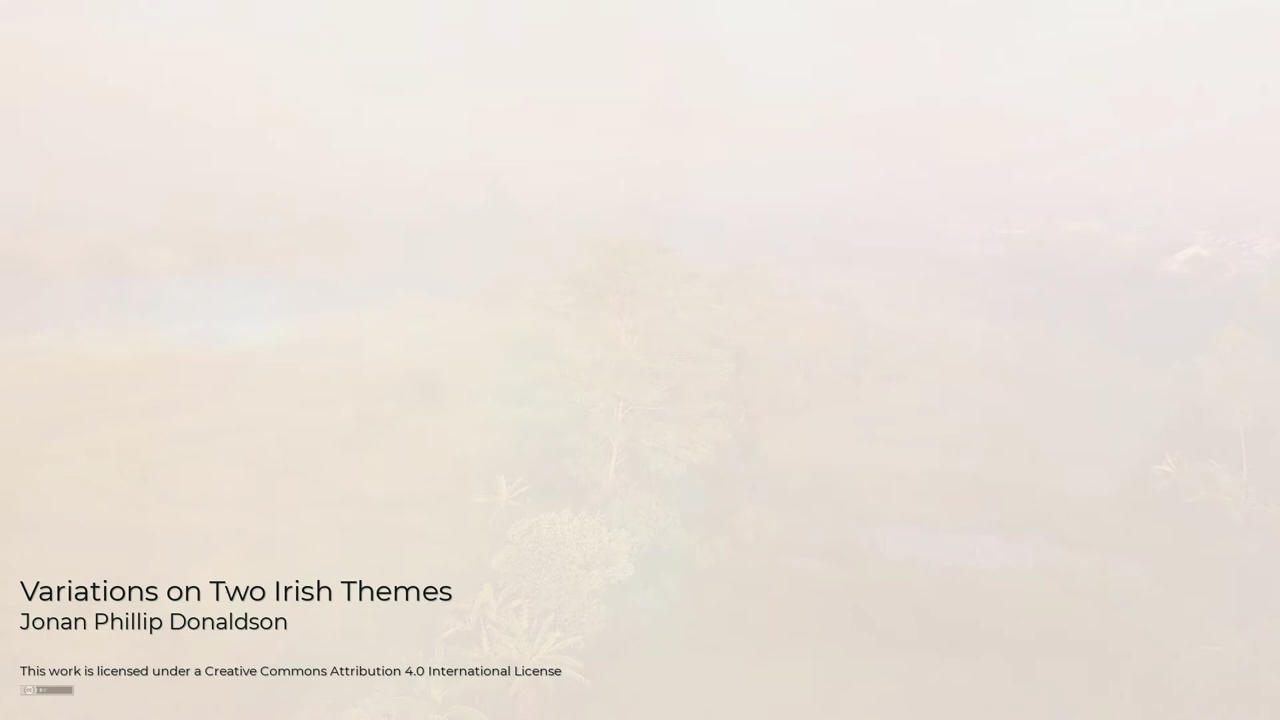 Variations on Two Irish Themes
Jonan Phillip Donaldson
This work is licensed under a Creative Commons Attribution 4.0 International License